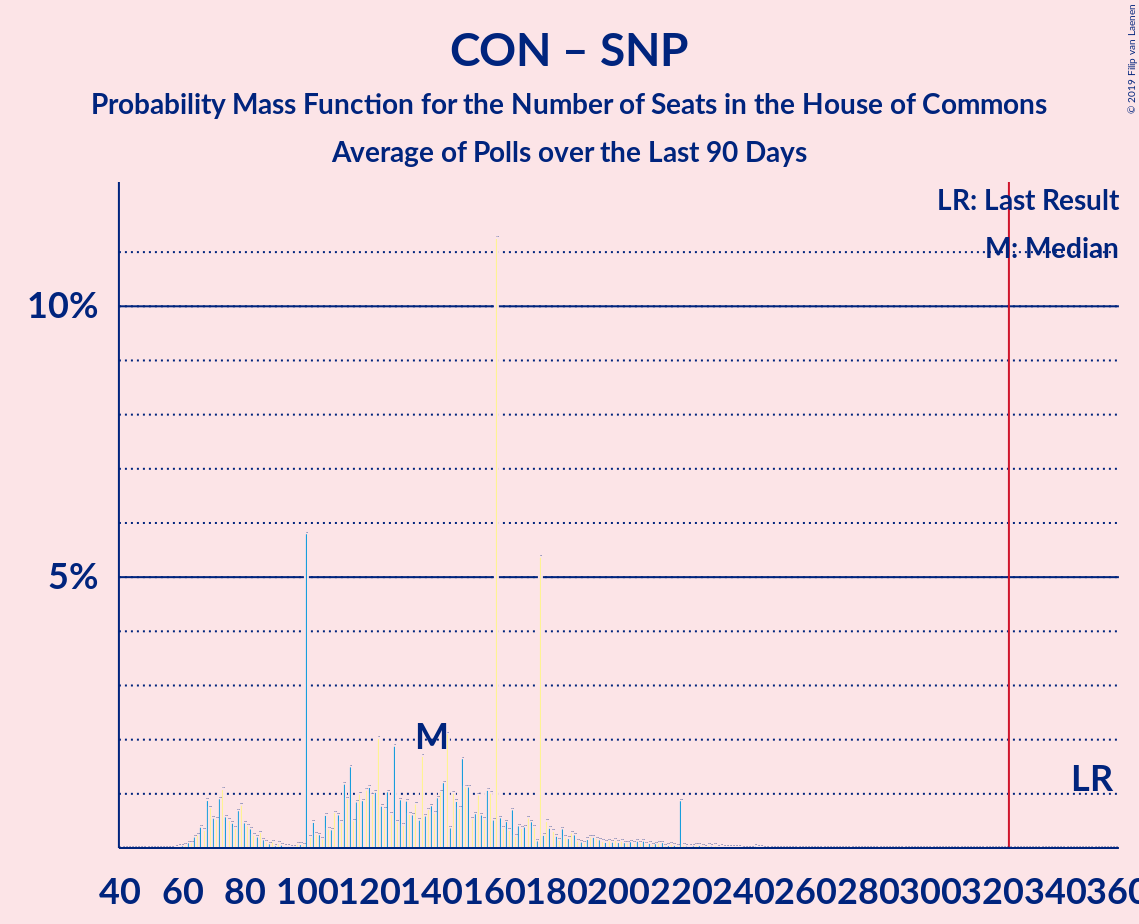 CON – SNP
Probability Mass Function for the Number of Seats in the House of Commons
Average of Polls over the Last 90 Days
© 2019 Filip van Laenen
LR: Last Result
M: Median
10%
5%
M
LR
40 60 80 100 120 140 160 180 200 220 240 260 280 300 320 340 360